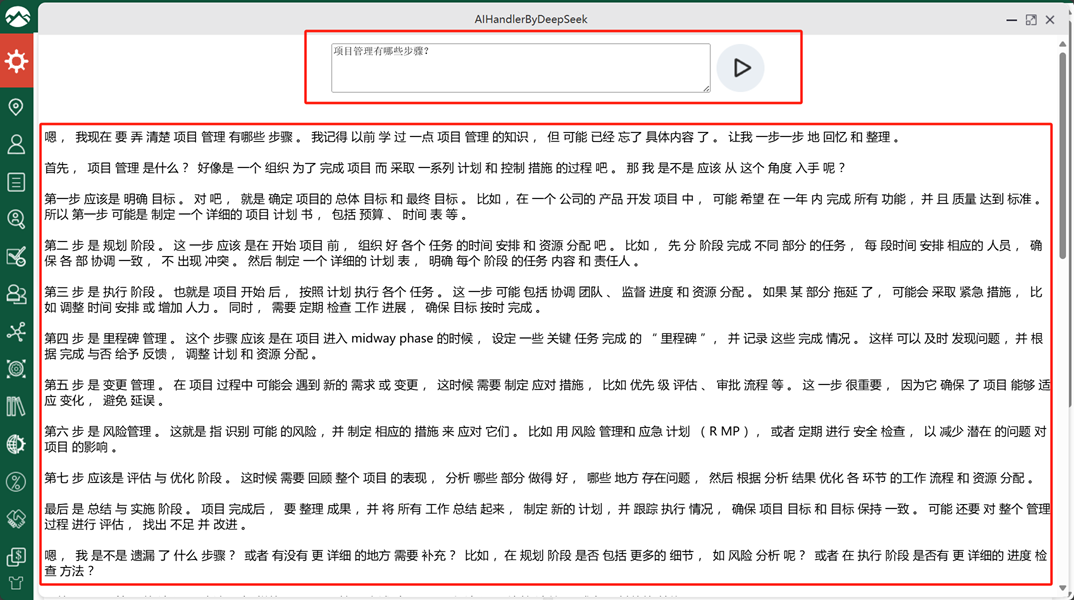 AIHandlerByDeepSeek
项目管理有哪些步骤?
嗯 ， 我现在 要 弄 清楚 项目 管理 有哪些 步骤 。 我记得 以前 学 过 一点 项目 管理 的知识 ， 但 可能 已经 忘了 具体内容 了 。 让我 一步一步 地 回忆 和 整理 。
首先 ， 项目 管理 是什么 ？ 好像是 一个 组织 为了 完成 项目 而 采取 一系列 计划 和 控制 措施 的过程 吧 。 那 我 是不是 应该 从 这个 角度 入手 呢 ？
第一步 应该是 明确 目标 。 对 吧 ， 就是 确定 项目的 总体 目标 和 最终 目标 。 比如 ， 在 一个 公司的 产品 开发 项目 中 ， 可能 希望 在 一年 内 完成 所有 功能 ， 并 且 质量 达到 标准 。
所以 第一步 可能是 制定 一个 详细的 项目 计划 书 ， 包括 预算 、 时间 表 等 。
第二 步 是 规划 阶段 。 这 一步 应该 是在 开始 项目 前 ， 组织 好 各个 任务 的时间 安排 和 资源 分配 吧 。 比如 ， 先 分 阶段 完成 不同 部分 的任务 ， 每 段时间 安排 相应的 人员 ， 确
保 各 部 协调 一致 ， 不 出现 冲突 。 然后 制定 一个 详细的 计划 表 ， 明确 每个 阶段 的任务 内容 和 责任人 。
第三 步 是 执行 阶段 。 也就是 项目 开始 后 ， 按照 计划 执行 各个 任务 。 这 一步 可能 包括 协调 团队 、 监督 进度 和 资源 分配 。 如果 某 部分 拖延 了 ， 可能会 采取 紧急 措施 ， 比
如 调整 时间 安排 或 增加 人力 。 同时 ， 需要 定期 检查 工作 进展 ， 确保 目标 按时 完成 。
第四 步 是 里程碑 管理 。 这个 步骤 应该 是在 项目 进入 midway phase 的时候 ， 设定 一些 关键 任务 完成 的 “ 里程碑 ” ， 并 记录 这些 完成 情况 。 这样 可以 及时 发现问题 ， 并 根
据 完成 与否 给予 反馈 ， 调整 计划 和 资源 分配 。
第五 步 是 变更 管理 。 在 项目 过程中 可能会 遇到 新的 需求 或 变更 ， 这时候 需要 制定 应对 措施 ， 比如 优先 级 评估 、 审批 流程 等 。 这 一步 很重要 ， 因为它 确保 了 项目 能够 适
应 变化 ， 避免 延误 。
第六 步 是 风险管理 。 这就是 指 识别 可能 的风险 ， 并 制定 相应的 措施 来 应对 它们 。 比如 用 风险 管理和 应急 计划 （ R MP ） ， 或者 定期 进行 安全 检查 ， 以 减少 潜在 的问题 对
项目 的影响 。
第七 步 应该是 评估 与 优化 阶段 。 这时候 需要 回顾 整个 项目 的表现 ， 分析 哪些 部分 做得 好 ， 哪些 地方 存在问题 ， 然后 根据 分析 结果 优化 各 环节 的工作 流程 和 资源 分配 。
最后 是 总结 与 实施 阶段 。 项目 完成后 ， 要 整理 成果 ， 并 将 所有 工作 总结 起来 ， 制定 新的 计划 ， 并 跟踪 执行 情况 ， 确保 项目 目标 和 目标 保持 一致 。 可能 还要 对 整个 管理
过程 进行 评估 ， 找出 不足 并 改进 。
嗯 ， 我 是不是 遗漏 了 什么 步骤 ？ 或者 有没有 更 详细 的地方 需要 补充 ？ 比如 ， 在 规划 阶段 是否 包括 更多的 细节 ， 如 风险 分析 呢 ？ 或者 在 执行 阶段 是否有 更 详细的 进度 检
查 方法 ？